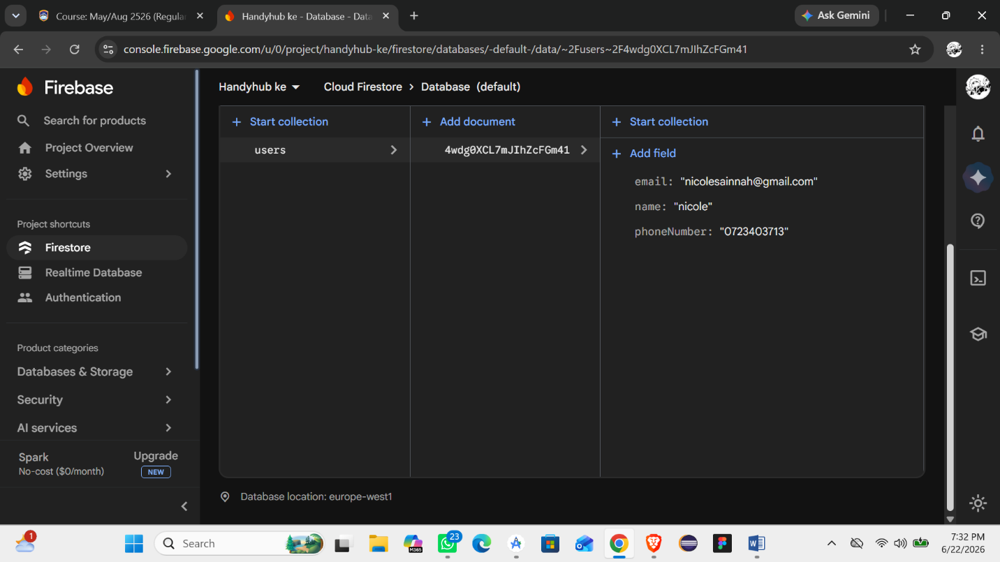 Course: May/Aug 2526 (Regula
Handyhub ke - Database - Data
Ask Gemini
console.firebase.google.com/u/0/project/handyhub-ke/firestore/databases/-default-/data/~2Fusers~2F4wdg0XCL7mJIhZcFGm41
Firebase
Search for products
Project Overview
Settings
Project shortcuts
Firestore
Realtime Database
Authentication
Product categories
Databases & Storage
Security
AI services
Spark
No-cost ($0/month)
Upgrade
NEW
Handyhub ke
Cloud Firestore > Database (default)
+ Start collection
users
+ Add document
4wdg0XCL7mJIhZcFGm41
+ Start collection
+ Add field
email: "nicolesainnah@gmail.com"
name: "nicole"
phoneNumber: "0723403713"
Database location: europe-west1
1
Search
M365
23
7:32 PM
6/22/2026